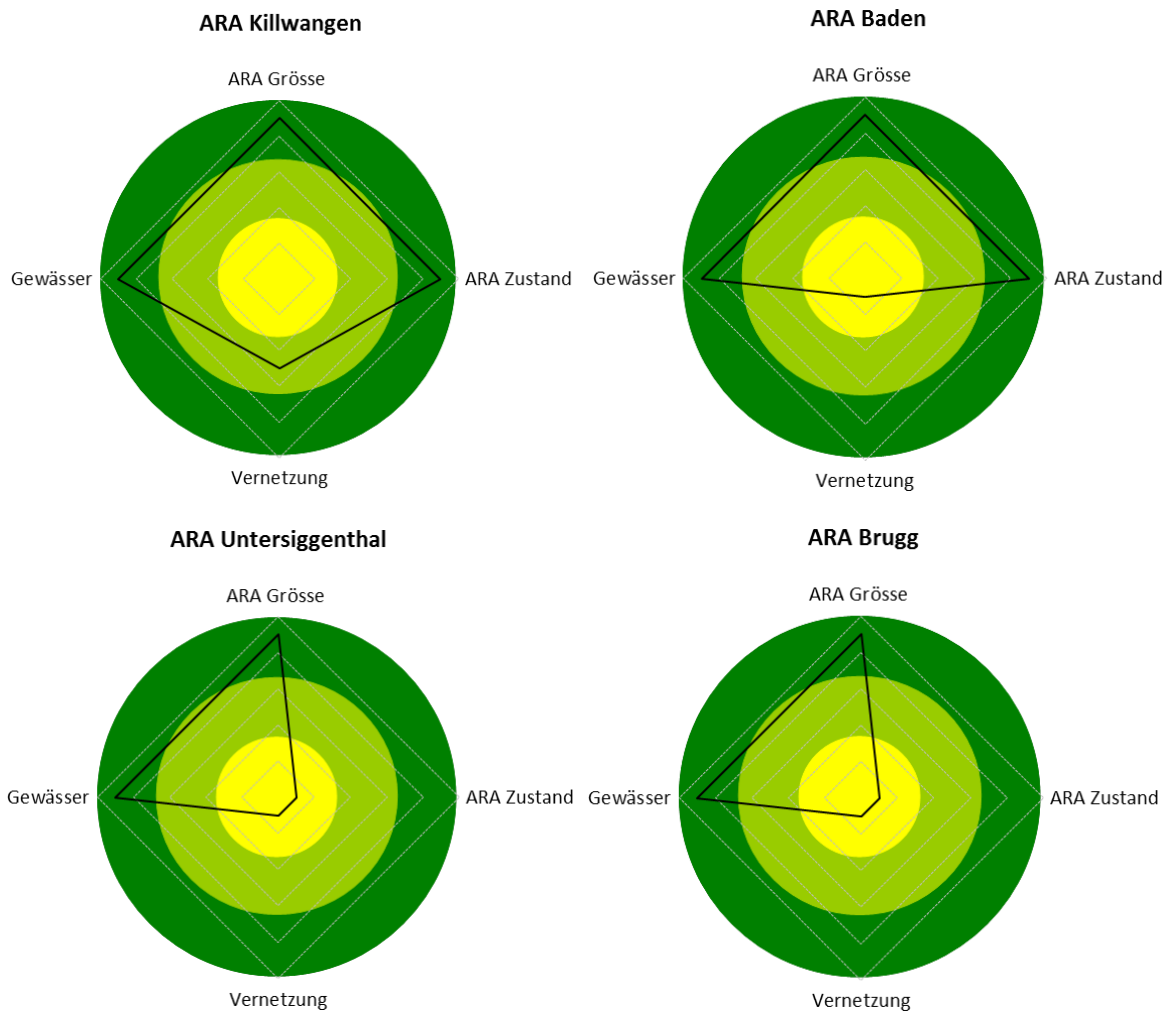 ARA Killwangen
ARA Grösse
Gewässer
ARA Zustand
Vernetzung
ARA Baden
ARA Grösse
Gewässer
ARA Zustand
Vernetzung
ARA Untersiggenthal
ARA Grösse
Gewässer
ARA Zustand
Vernetzung
ARA Brugg
ARA Grösse
Gewässer
ARA Zustand
Vernetzung